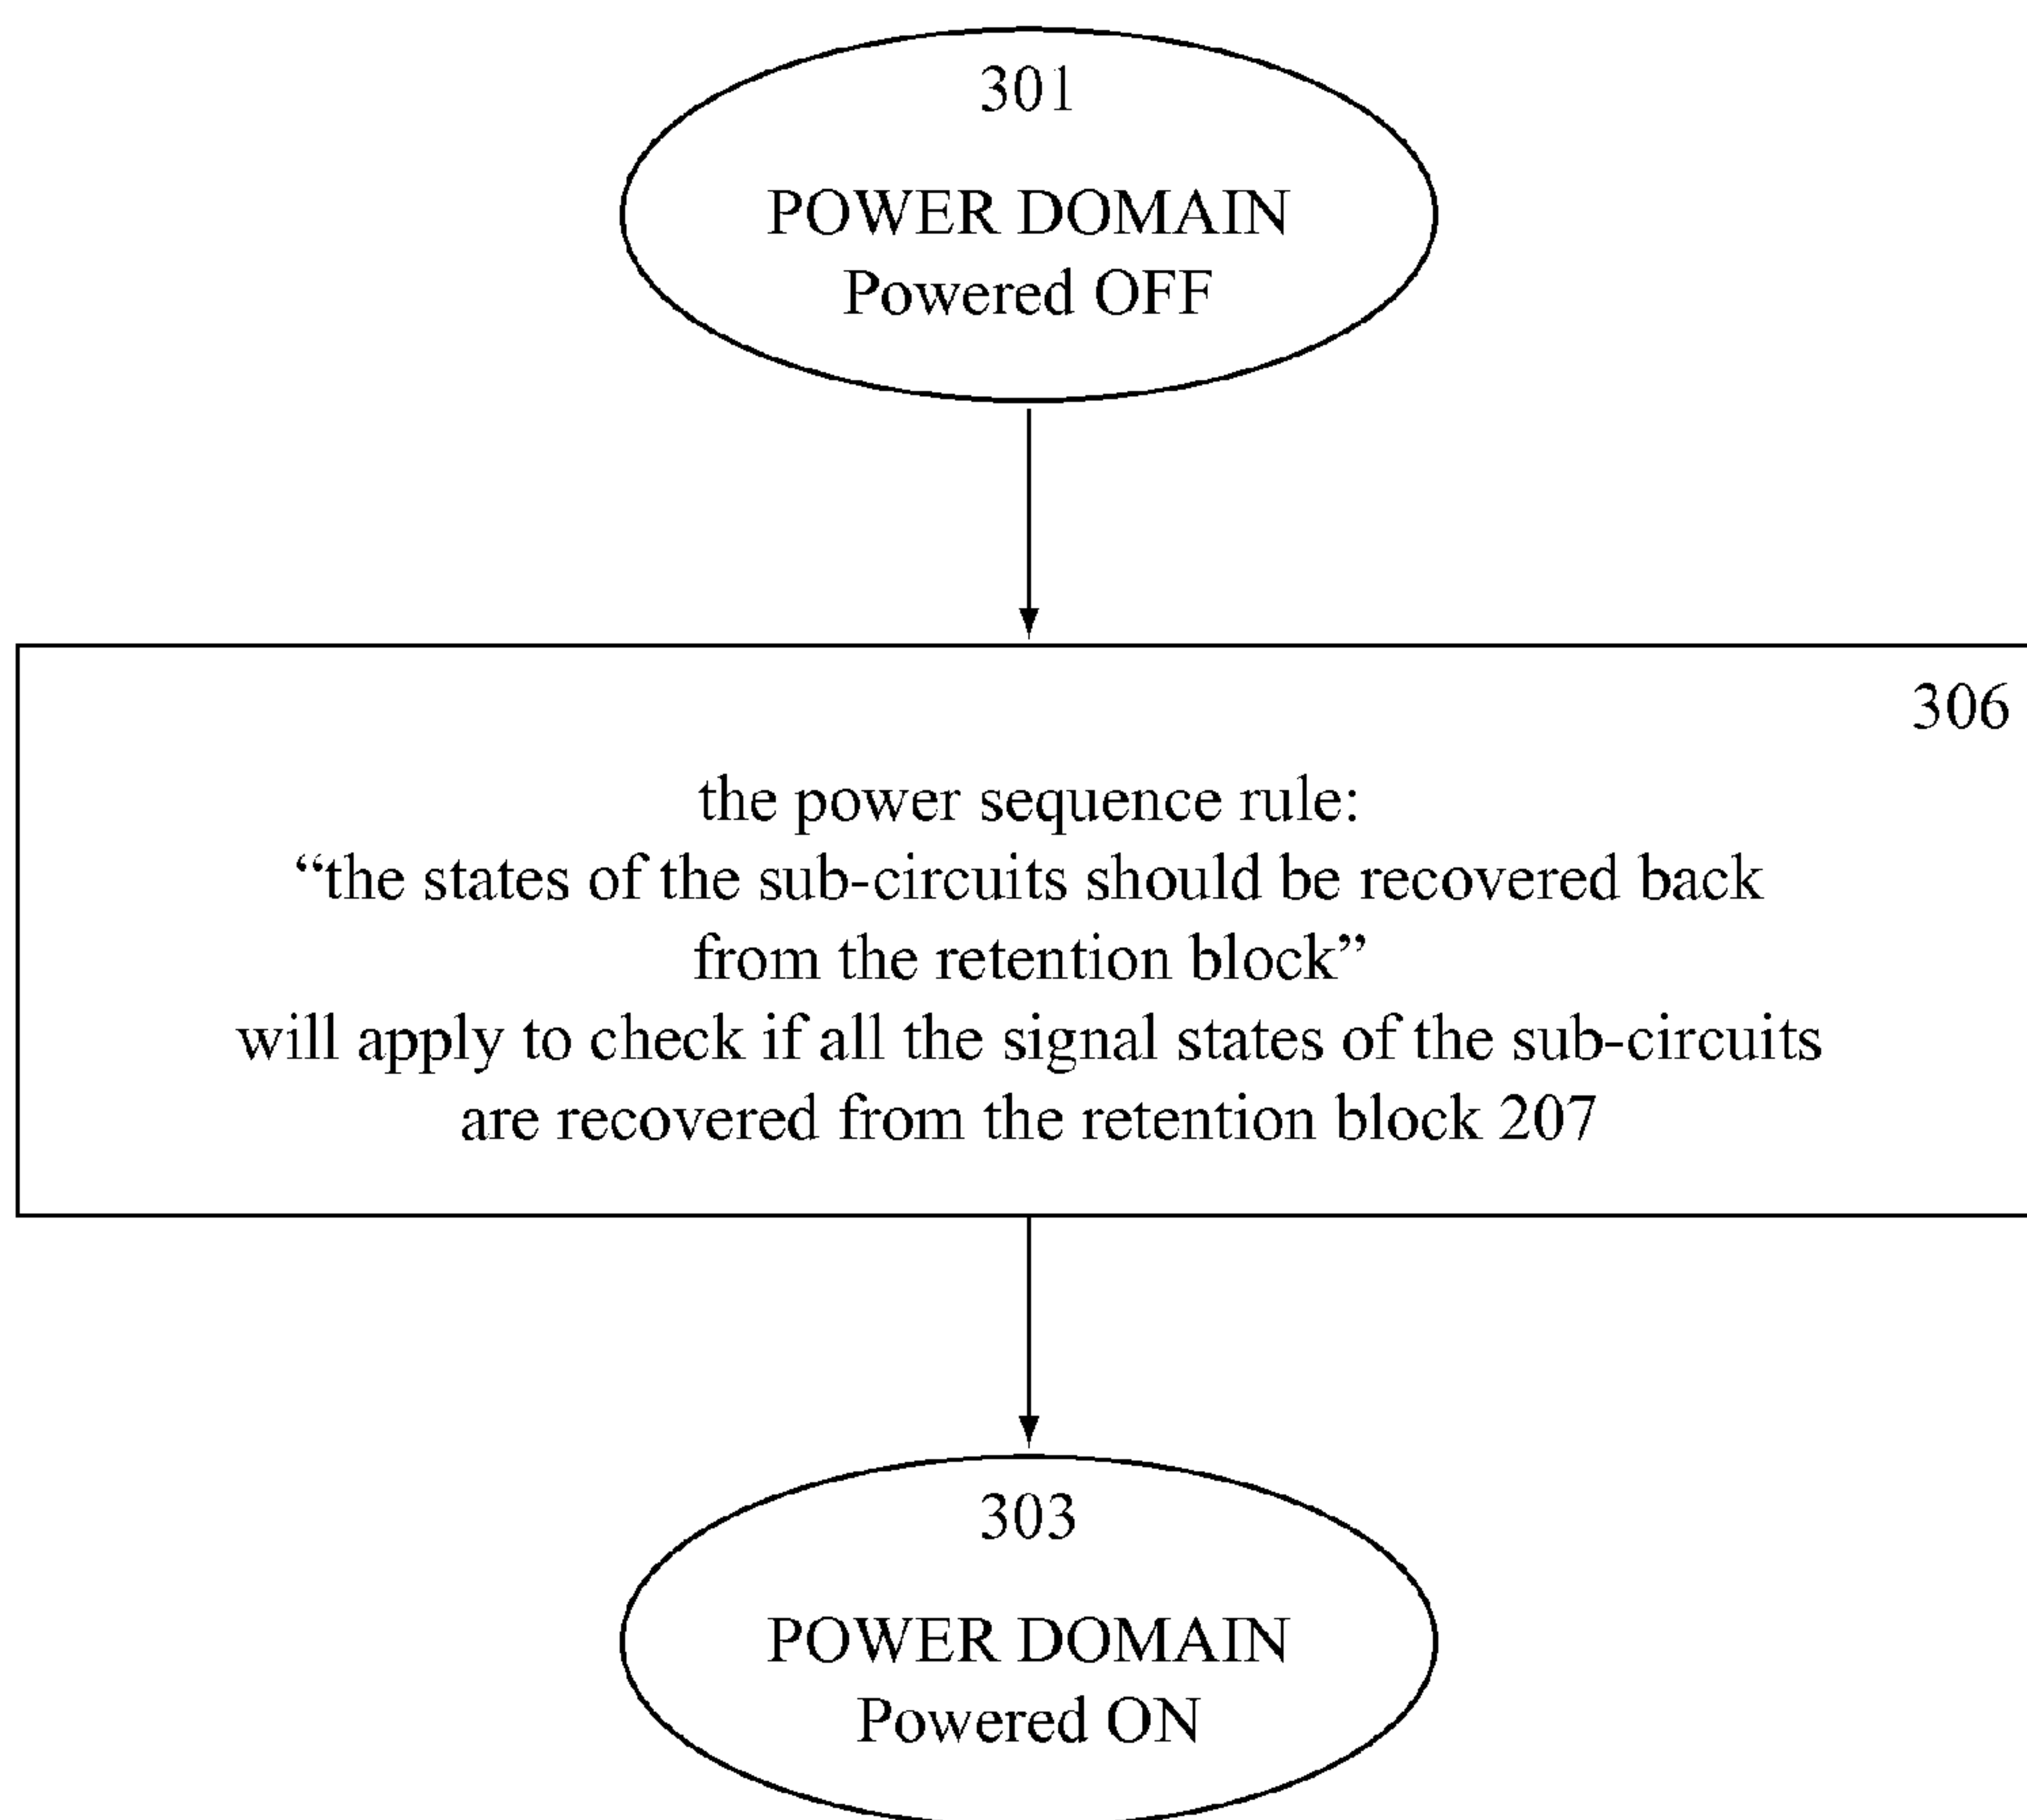 301
POWER DOMAIN
Powered OFF
306
the power sequence rule:
“the states of the sub-circuits should be recovered back
from the retention block”
will apply to check if all the signal states of the sub-circuits
are recovered from the retention block 207
303
POWER DOMAIN
Powered ON